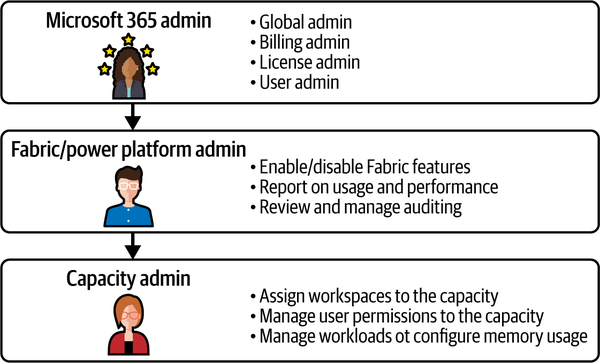 Microsoft 365 admin
• Global admin
• Billing admin
• License admin
• User admin
Fabric/power platform admin
• Enable/disable Fabric features
• Report on usage and performance
• Review and manage auditing
Capacity admin
• Assign workspaces to the capacity
• Manage user permissions to the capacity
• Manage workloads ot configure memory usage